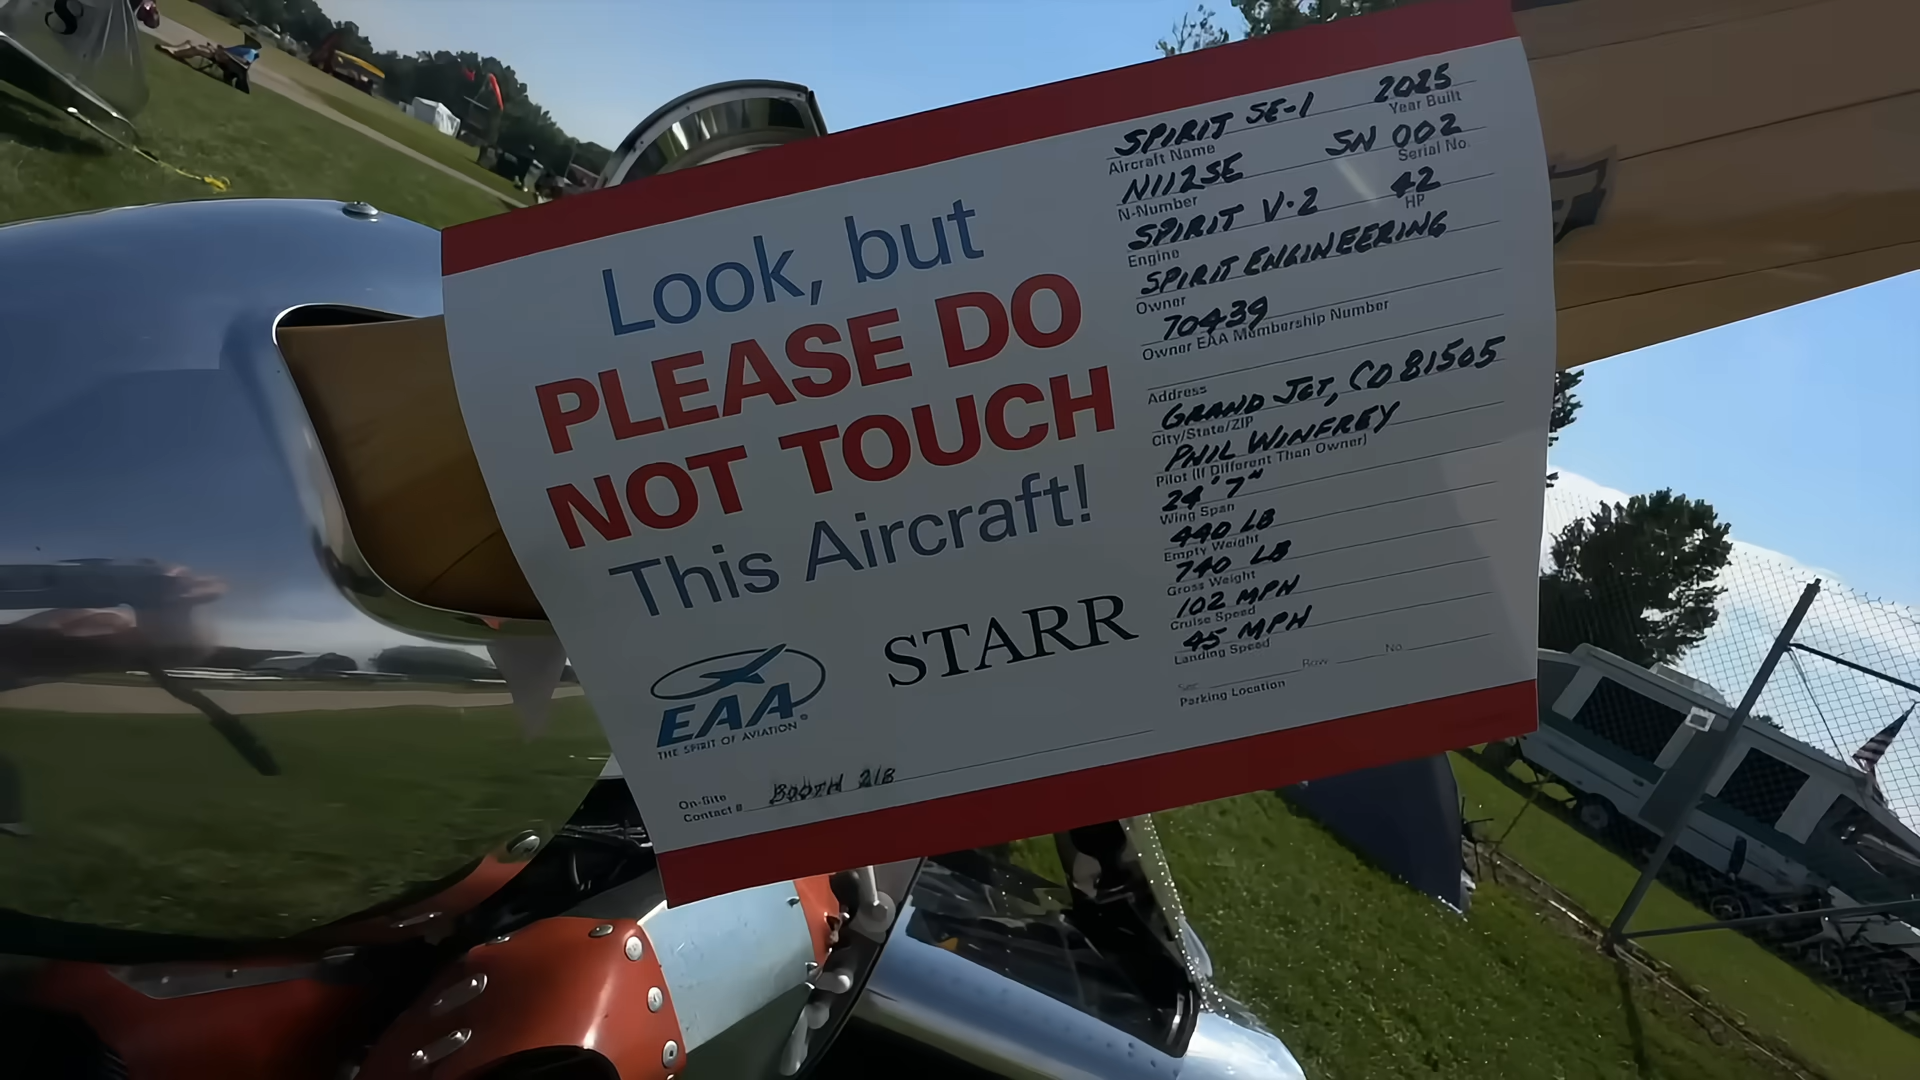 Look, but
PLEASE DO
NOT TOUCH
This Aircraft!
EAA
THE SPIRIT OF AVIATION
STARR
On-Site
Contact # BOOTH 218
SPIRIT SE-1 2025
Aircraft Name Year Built
N112SE SN 002
N-Number Serial No.
SPIRIT V-2 42
Engine HP
SPIRIT ENGINEERING
Owner
70439
Owner EAA Membership Number
Address
GRAND JCT, CO 81505
City/State/ZIP
PHIL WINFREY
Pilot (If Different Than Owner)
24' 7"
Wing Span
440 LB
Empty Weight
740 LB
Gross Weight
102 MPH
Cruise Speed
45 MPH
Landing Speed
Sec. Row No.
Parking Location